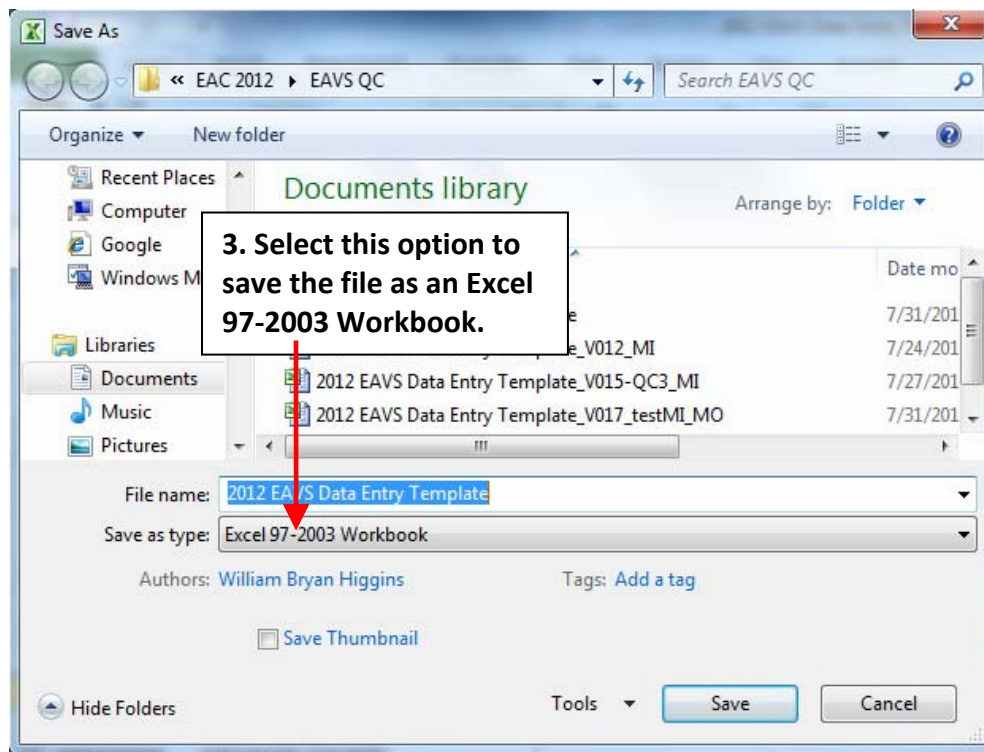 Save As
« EAC 2012 ▸ EAVS QC
Search EAVS QC
Organize
New folder
Recent Places
Computer
Google
Windows M
Libraries
Documents
Music
Pictures
Documents library
Arrange by: Folder
3. Select this option to
save the file as an Excel
97-2003 Workbook.
Date mo
e 7/31/201
e_V012_MI 7/24/201
2012 EAVS Data Entry Template_V015-QC3_MI 7/27/201
2012 EAVS Data Entry Template_V017_testMI_MO 7/31/201
File name: 2012 EAVS Data Entry Template
Save as type: Excel 97-2003 Workbook
Authors: William Bryan Higgins
Tags: Add a tag
Save Thumbnail
Hide Folders
Tools
Save
Cancel